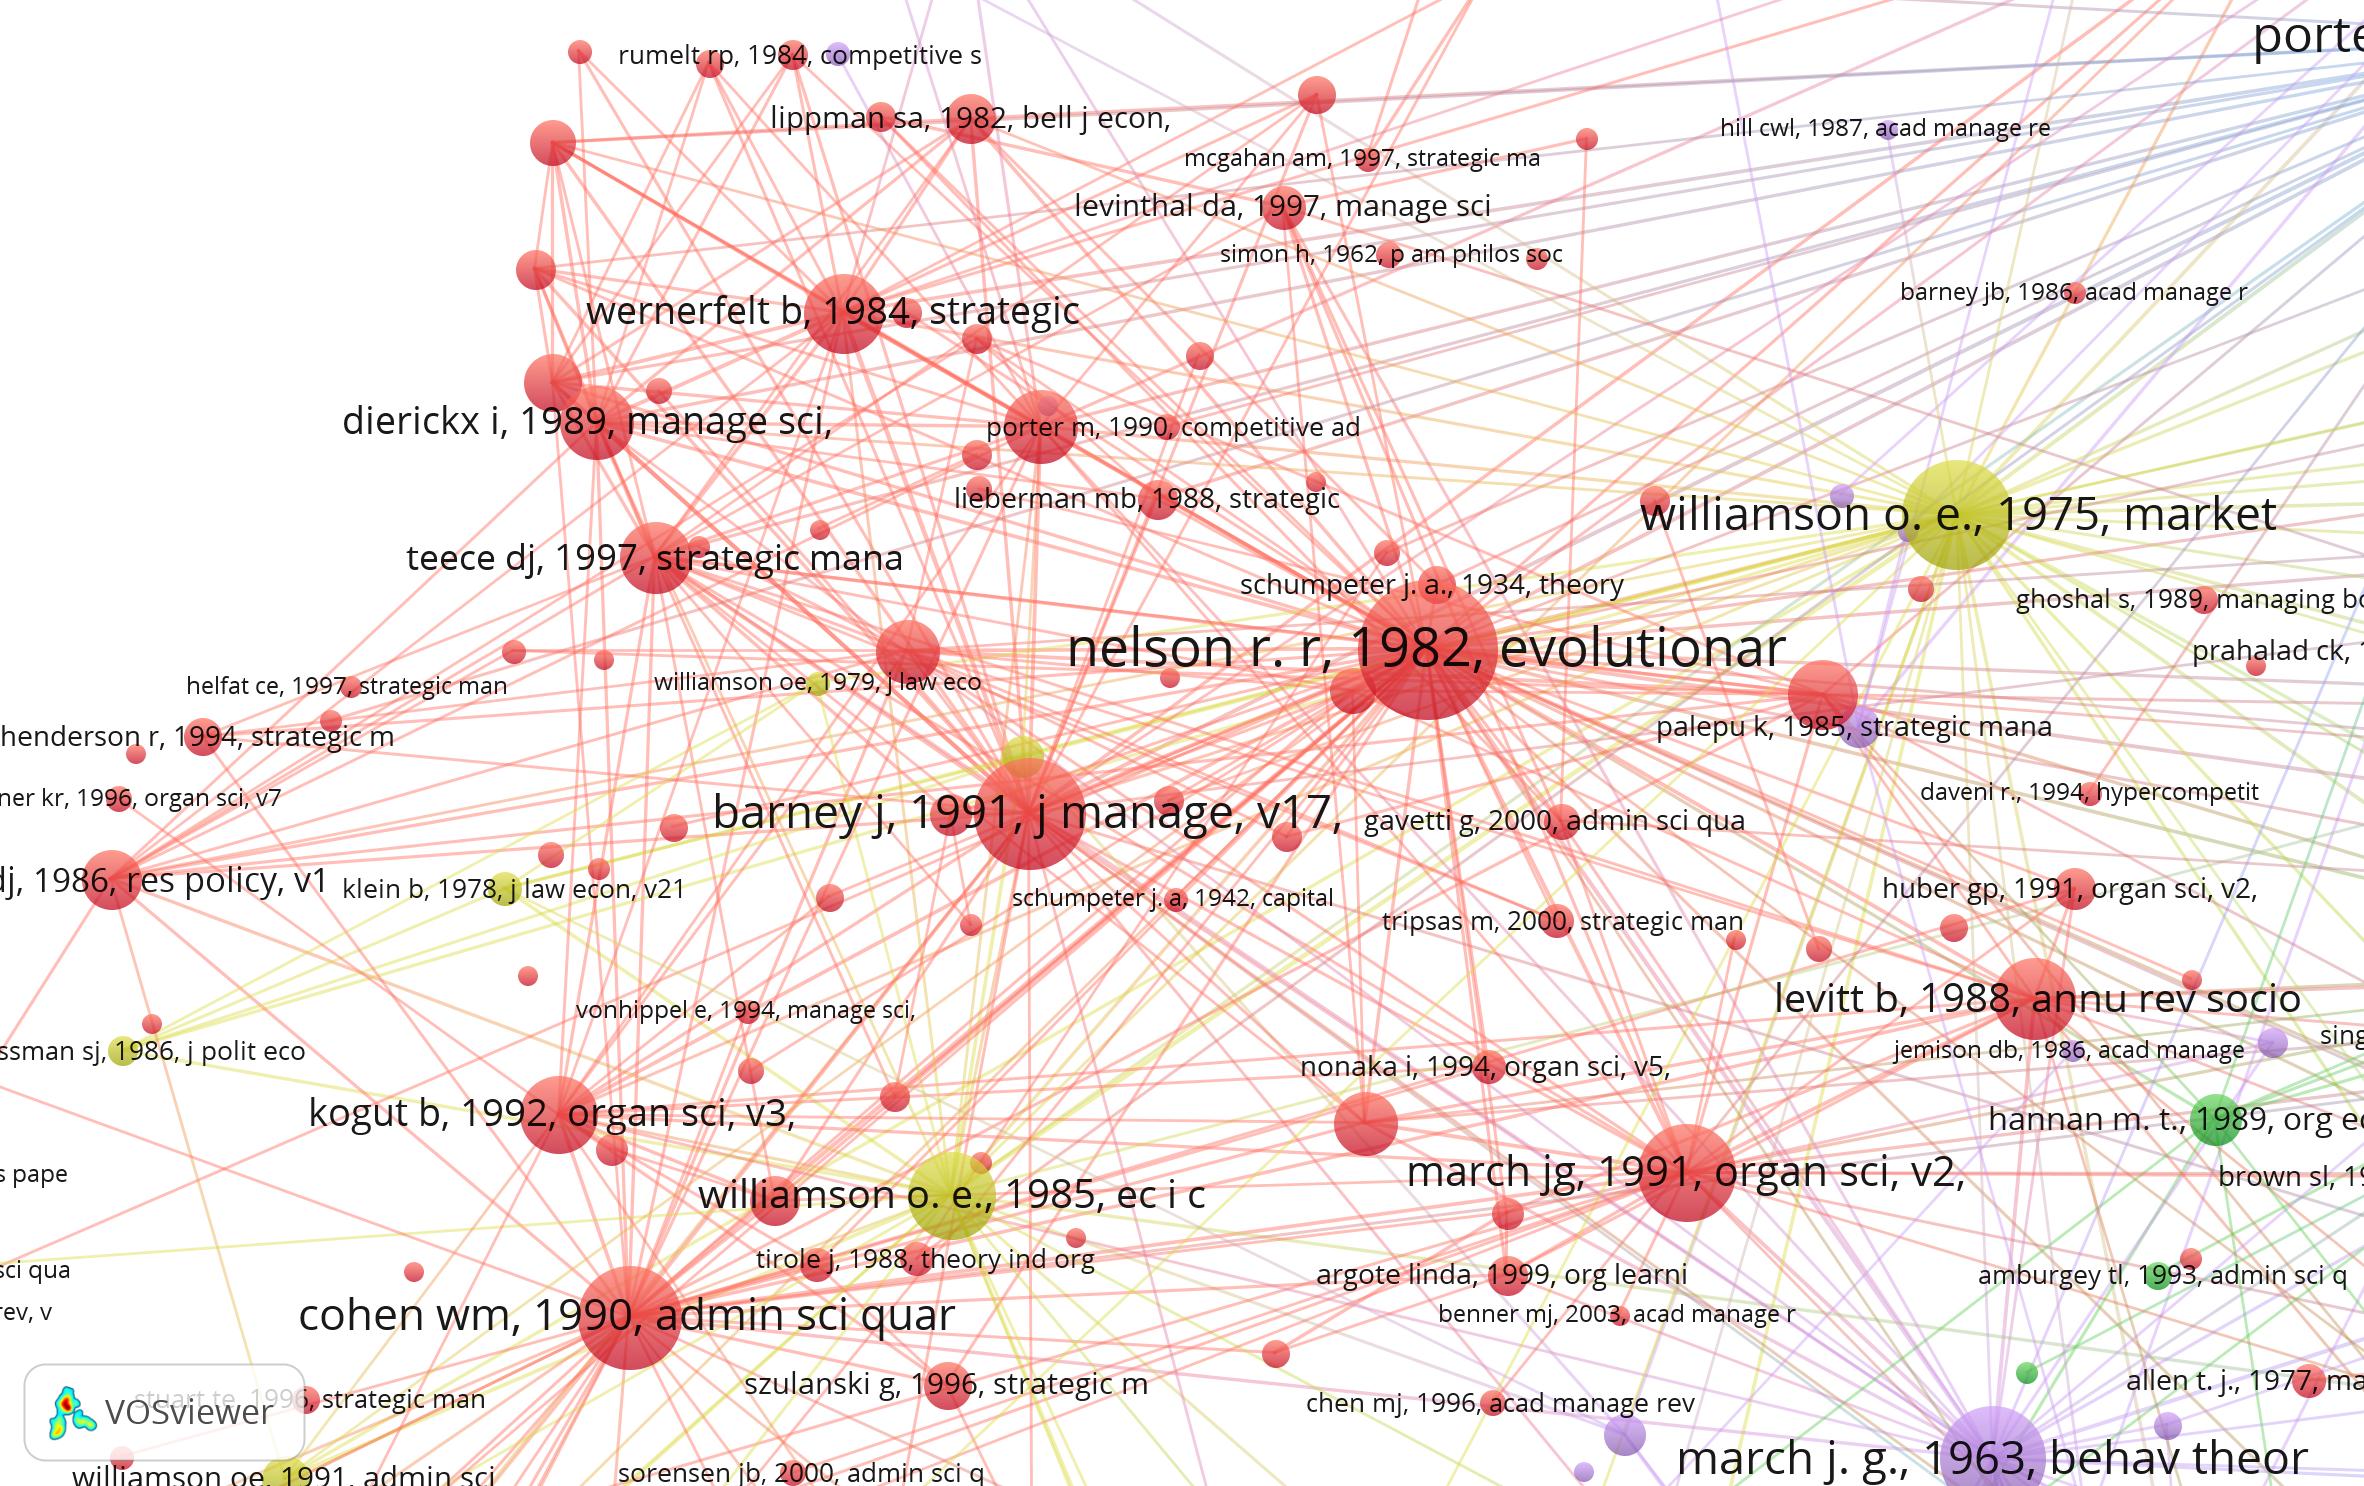 porte
rumelt rp, 1984, competitive s
lippman sa, 1982, bell j econ,
hill cwl, 1987, acad manage re
mcgahan am, 1997, strategic ma
levinthal da, 1997, manage sci
simon h, 1962, p am philos soc
barney jb, 1986, acad manage r
wernerfelt b, 1984, strategic
dierickx i, 1989, manage sci,
porter m, 1990, competitive ad
lieberman mb, 1988, strategic
williamson o. e., 1975, market
teece dj, 1997, strategic mana
schumpeter j. a., 1934, theory
ghoshal s, 1989, managing bo
nelson r. r, 1982, evolutionar
prahalad ck, 1
helfat ce, 1997, strategic man
williamson oe, 1979, j law eco
palepu k, 1985, strategic mana
henderson r, 1994, strategic m
ner kr, 1996, organ sci, v7
daveni r., 1994, hypercompetit
barney j, 1991, j manage, v17,
gavetti g, 2000, admin sci qua
dj, 1986, res policy, v1
klein b, 1978, j law econ, v21
huber gp, 1991, organ sci, v2,
schumpeter j. a, 1942, capital
tripsas m, 2000, strategic man
levitt b, 1988, annu rev socio
vonhippel e, 1994, manage sci,
sing
ssman sj, 1986, j polit eco
jemison db, 1986, acad manage
nonaka i, 1994, organ sci, v5,
kogut b, 1992, organ sci, v3,
hannan m. t., 1989, org ec
s pape
march jg, 1991, organ sci, v2,
brown sl, 19
williamson o. e., 1985, ec i c
tirole j, 1988, theory ind org
sci qua
argote linda, 1999, org learni
amburgey tl, 1993, admin sci q
rev, v
cohen wm, 1990, admin sci quar
benner mj, 2003, acad manage r
szulanski g, 1996, strategic m
allen t. j., 1977, ma
stuart te, 1996, strategic man
chen mj, 1996, acad manage rev
VOSviewer
march j. g., 1963, behav theor
williamson oe, 1991, admin sci
sorensen jb, 2000, admin sci q